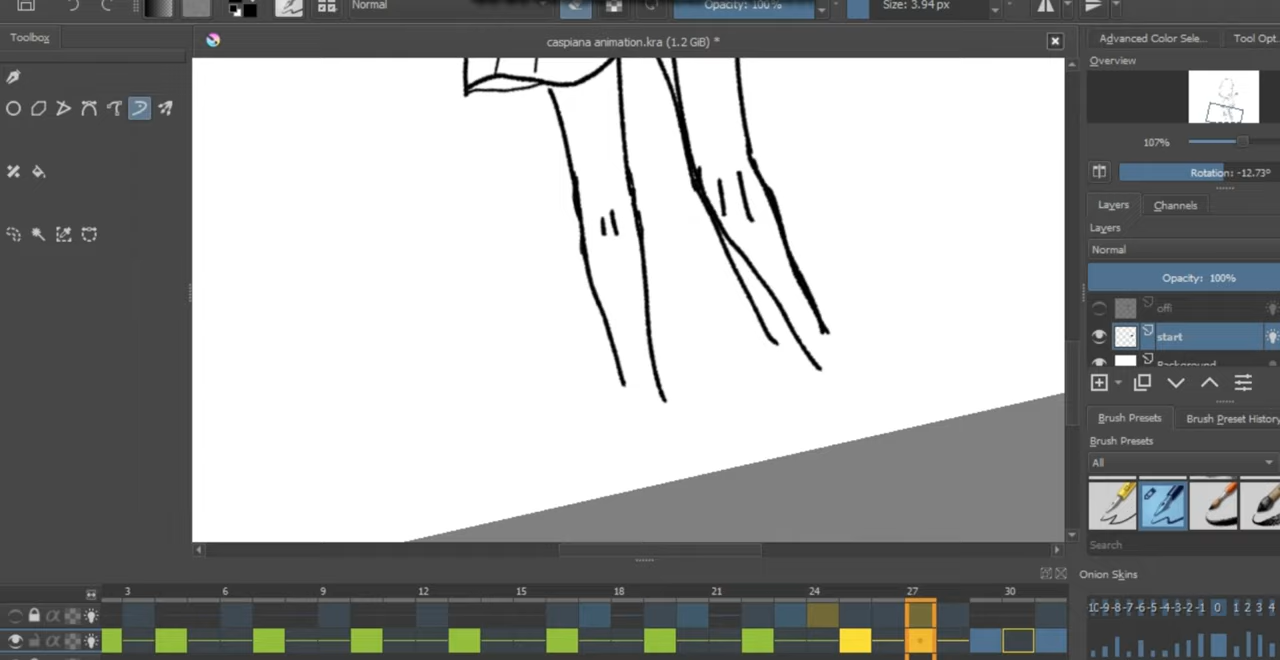 Normal
Opacity: 100%
Size: 3.94 px
Toolbox
caspiana animation.kra (1.2 GiB) *
Advanced Color Sele...
Tool Opt.
Overview
107%
Rotation: -12.73°
Layers
Channels
Layers
Normal
Opacity: 100%
offi
start
Background
Brush Presets
Brush Preset History
Brush Presets
All
Search
Onion Skins
3 6 9 12 15 18 21 24 27 30
10-9-8-7-6-5-4-3-2-1 0 1 2 3 4